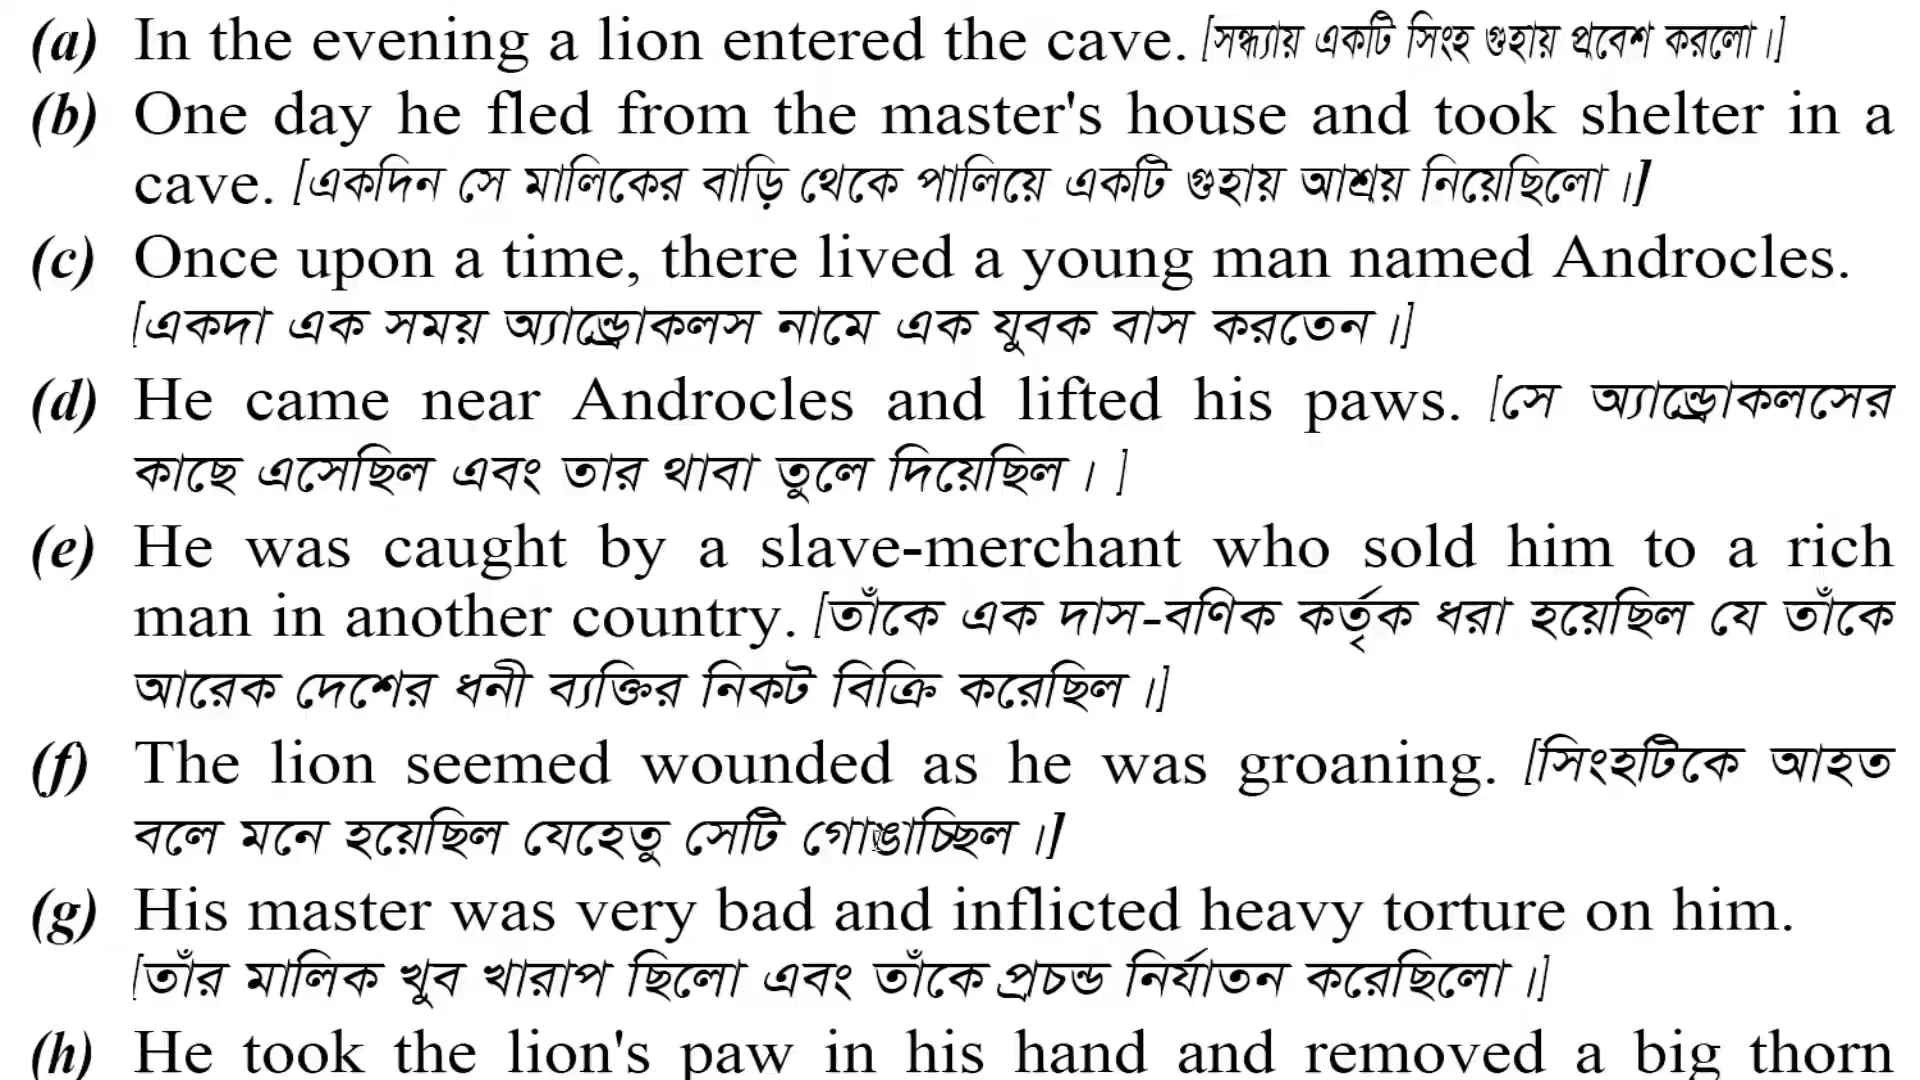 (a) In the evening a lion entered the cave. [সন্ধ্যায় একটি সিংহ গুহায় প্রবেশ করলো।]
(b) One day he fled from the master's house and took shelter in a
cave. [একদিন সে মালিকের বাড়ি থেকে পালিয়ে একটি গুহায় আশ্রয় নিয়েছিলো।]
(c) Once upon a time, there lived a young man named Androcles.
[একদা এক সময় অ্যান্ড্রোকলস নামে এক যুবক বাস করতেন।]
(d) He came near Androcles and lifted his paws. [সে অ্যান্ড্রোকলসের
কাছে এসেছিল এবং তার থাবা তুলে দিয়েছিল। ]
(e) He was caught by a slave-merchant who sold him to a rich
man in another country. [তাঁকে এক দাস-বণিক কর্তৃক ধরা হয়েছিল যে তাঁকে
আরেক দেশের ধনী ব্যক্তির নিকট বিক্রি করেছিল।]
(f) The lion seemed wounded as he was groaning. [সিংহটিকে আহত
বলে মনে হয়েছিল যেহেতু সেটি গোঙাচ্ছিল।]
(g) His master was very bad and inflicted heavy torture on him.
[তাঁর মালিক খুব খারাপ ছিলো এবং তাঁকে প্রচন্ড নির্যাতন করেছিলো।]
(h) He took the lion's paw in his hand and removed a big thorn